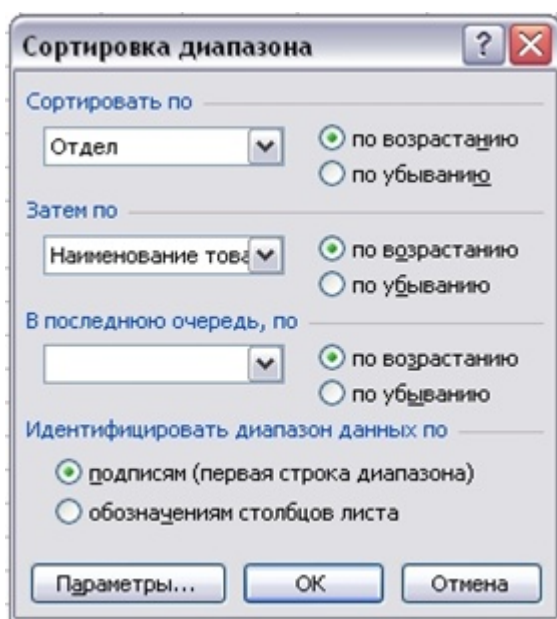 Сортировка диапазона
Сортировать по
Отдел
по возрастанию
по убыванию
Затем по
Наименование това
по возрастанию
по убыванию
В последнюю очередь, по
по возрастанию
по убыванию
Идентифицировать диапазон данных по
подписям (первая строка диапазона)
обозначениям столбцов листа
Параметры... ОК Отмена